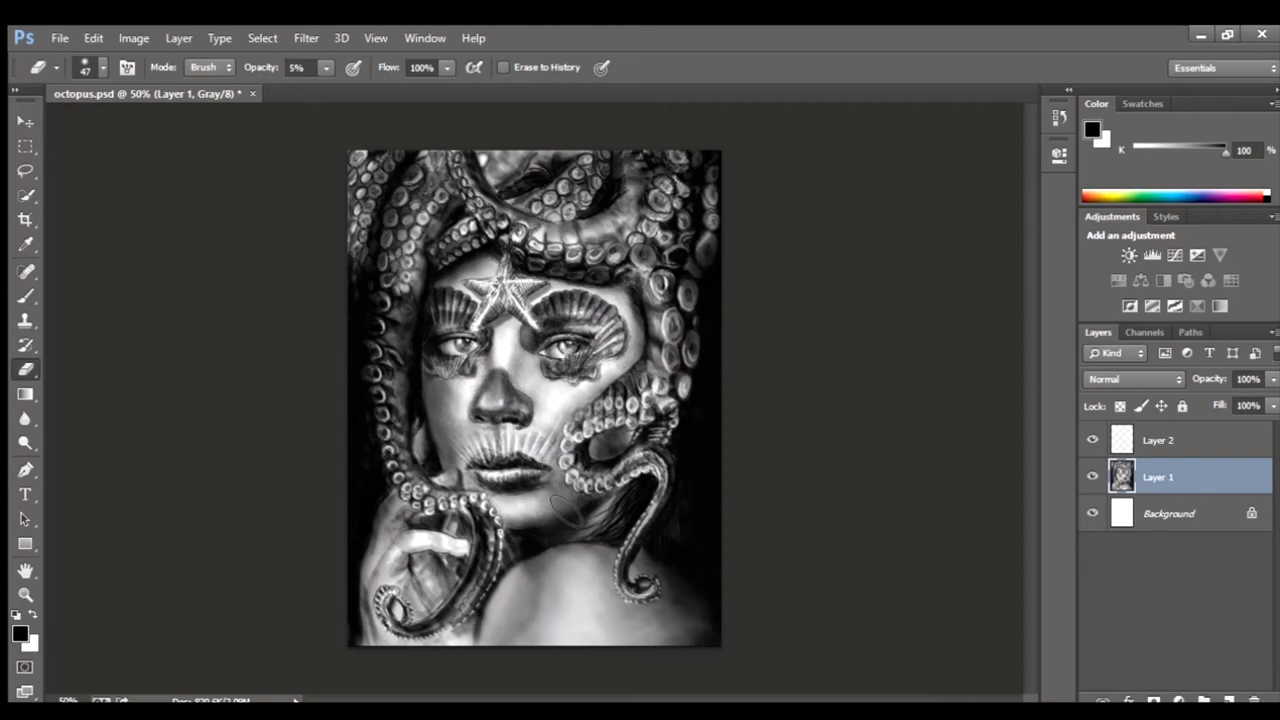 Ps File Edit Image Layer Type Select Filter 3D View Window Help
47 Mode: Brush Opacity: 5% Flow: 100% Erase to History Essentials
octopus.psd @ 50% (Layer 1, Gray/8) * ×
Color Swatches
K 100 %
Adjustments Styles
Add an adjustment
Layers Channels Paths
Kind
Normal Opacity: 100%
Lock: Fill: 100%
Layer 2
Layer 1
Background
50%